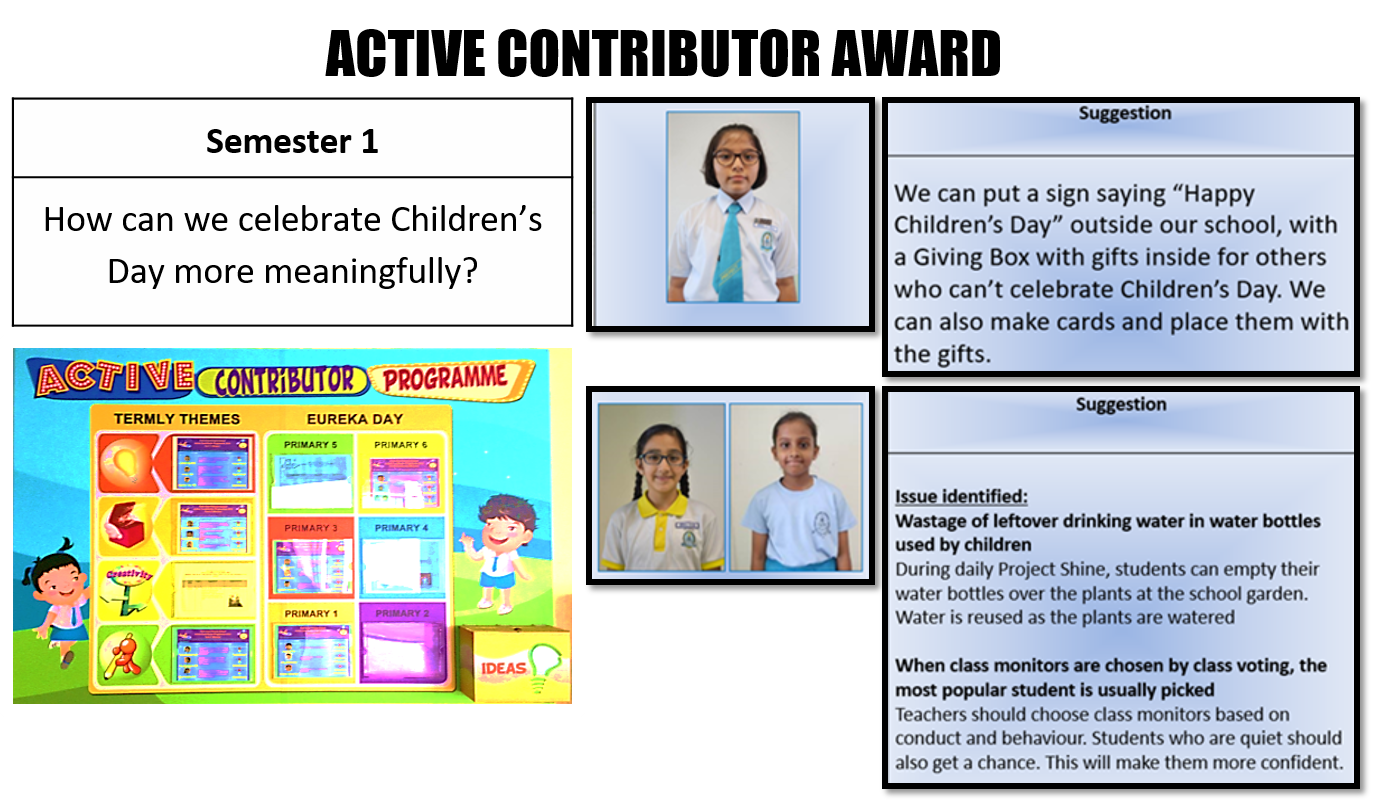 ACTIVE CONTRIBUTOR AWARD
Semester 1
How can we celebrate Children’s
Day more meaningfully?
Suggestion
We can put a sign saying “Happy
Children’s Day” outside our school, with
a Giving Box with gifts inside for others
who can’t celebrate Children’s Day. We
can also make cards and place them with
the gifts.
ACTIVE CONTRIBUTOR PROGRAMME
TERMLY THEMES
EUREKA DAY
PRIMARY 5
PRIMARY 6
PRIMARY 3
PRIMARY 4
Creativity
PRIMARY 1
PRIMARY 2
IDEAS
Suggestion
Issue identified:
Wastage of leftover drinking water in water bottles
used by children
During daily Project Shine, students can empty their
water bottles over the plants at the school garden.
Water is reused as the plants are watered
When class monitors are chosen by class voting, the
most popular student is usually picked
Teachers should choose class monitors based on
conduct and behaviour. Students who are quiet should
also get a chance. This will make them more confident.